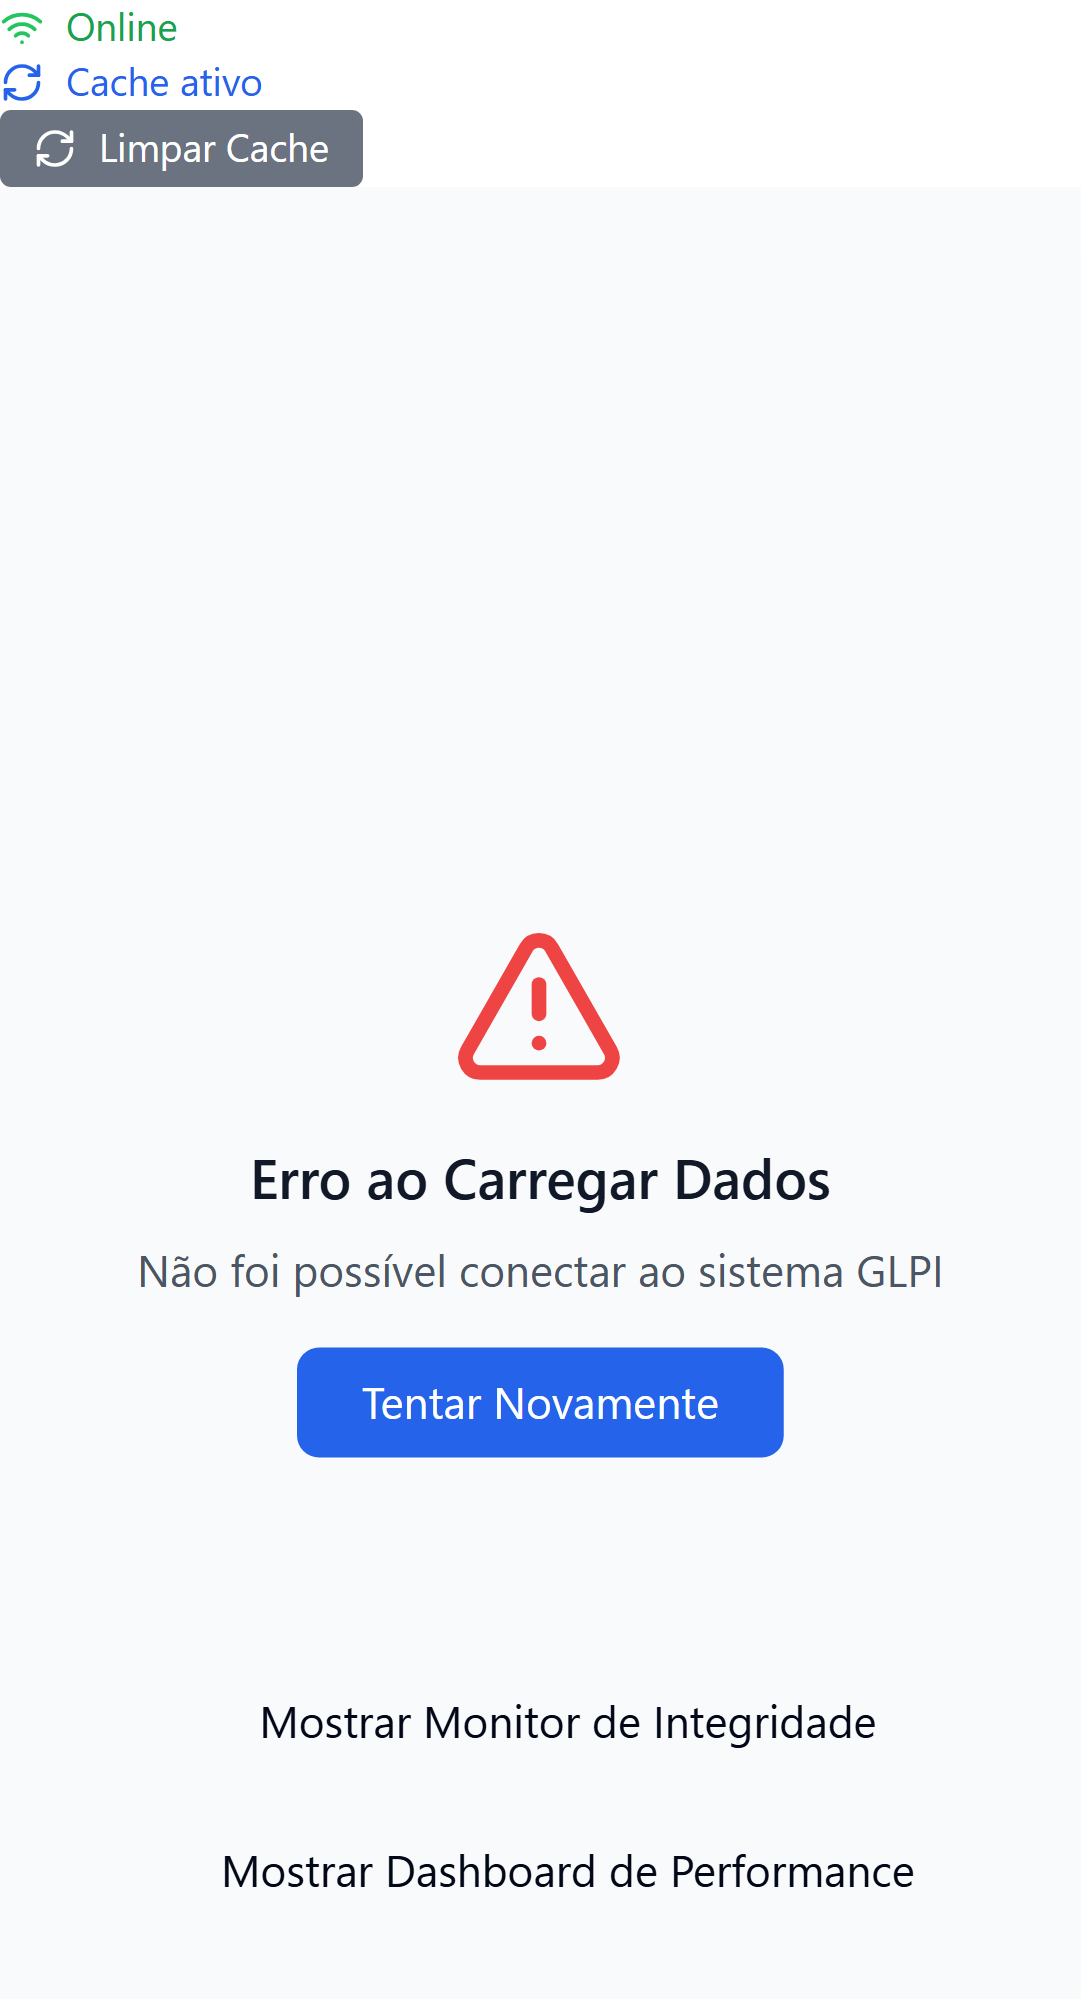 Online
Cache ativo
Limpar Cache
Erro ao Carregar Dados
Não foi possível conectar ao sistema GLPI
Tentar Novamente
Mostrar Monitor de Integridade
Mostrar Dashboard de Performance